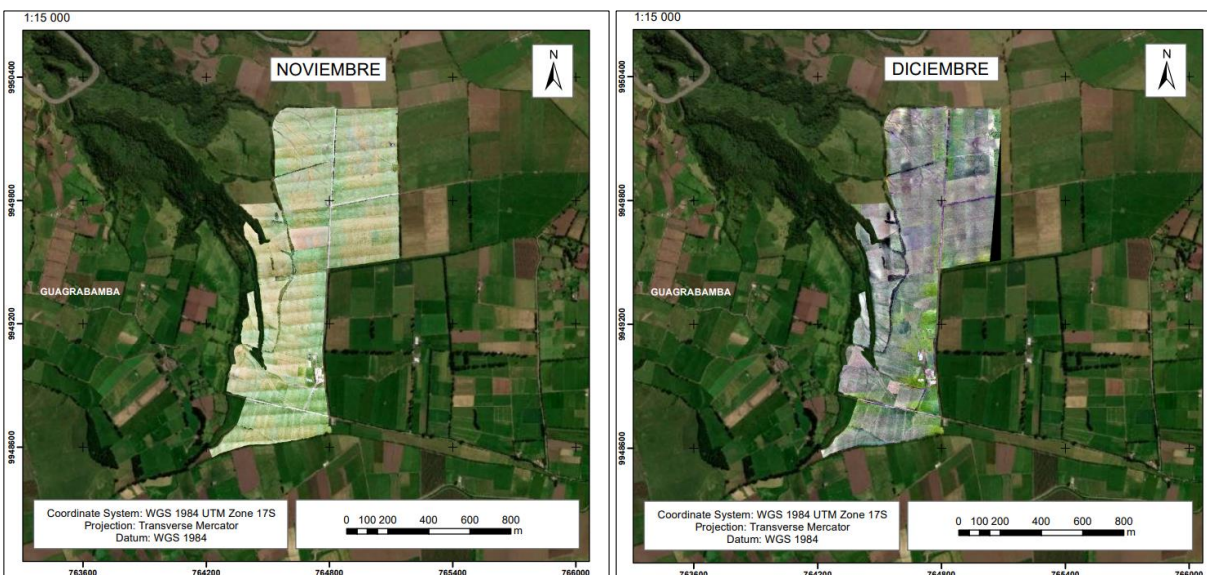 1:15 000
NOVIEMBRE
N
9950400
9949800
9949200
9948600
GUAGRABAMBA
Coordinate System: WGS 1984 UTM Zone 17S
Projection: Transverse Mercator
Datum: WGS 1984
0 100 200 400 600 800
m
763600 764200 764800 765400 766000
1:15 000
DICIEMBRE
N
9950400
9949800
9949200
9948600
GUAGRABAMBA
Coordinate System: WGS 1984 UTM Zone 17S
Projection: Transverse Mercator
Datum: WGS 1984
0 100 200 400 600 800
m
763600 764200 764800 765400 766000